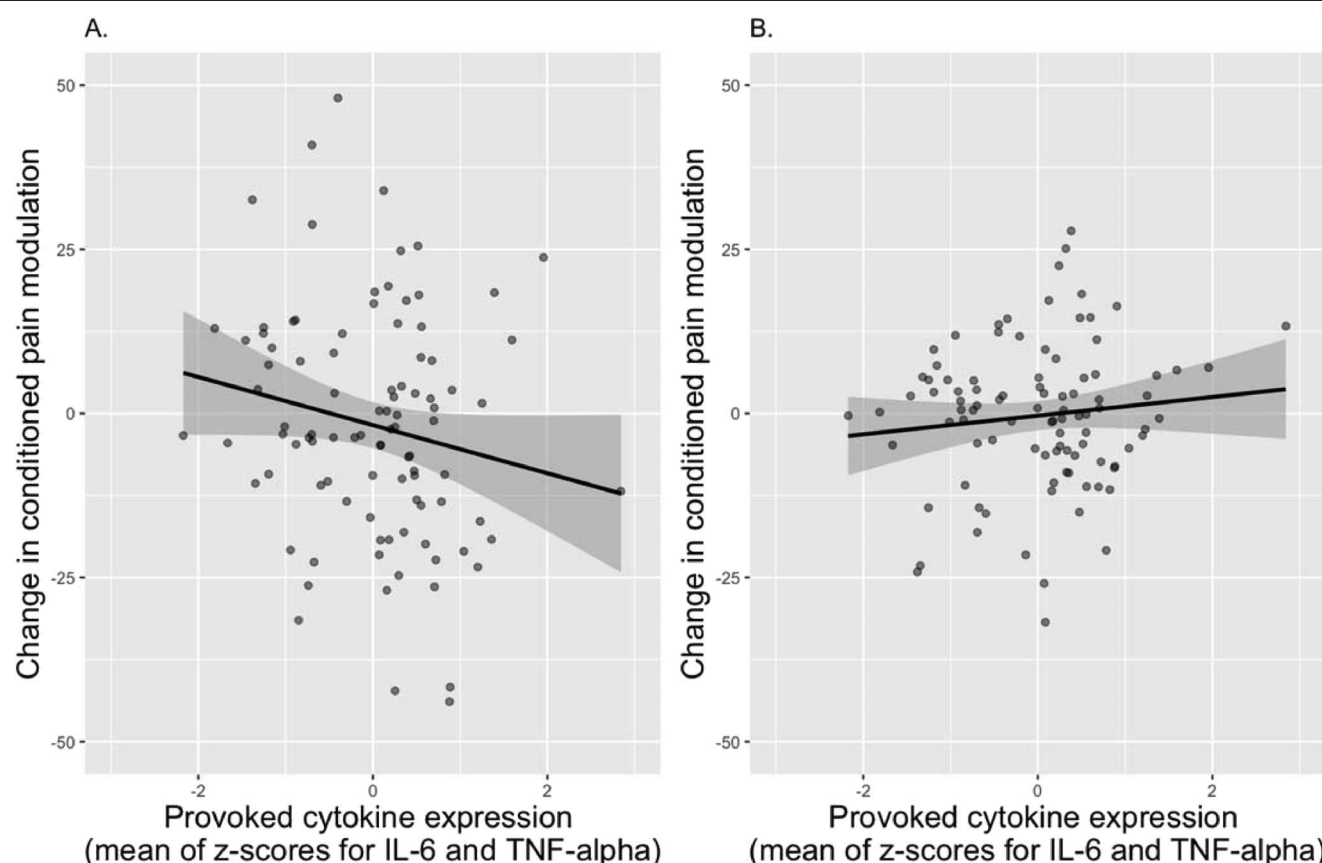 A.
50
25
0
-25
-50
Change in conditioned pain modulation
-2
0
2
Provoked cytokine expression
(mean of z-scores for IL-6 and TNF-alpha)
B.
50
25
0
-25
-50
Change in conditioned pain modulation
-2
0
2
Provoked cytokine expression
(mean of z-scores for IL-6 and TNF-alpha)